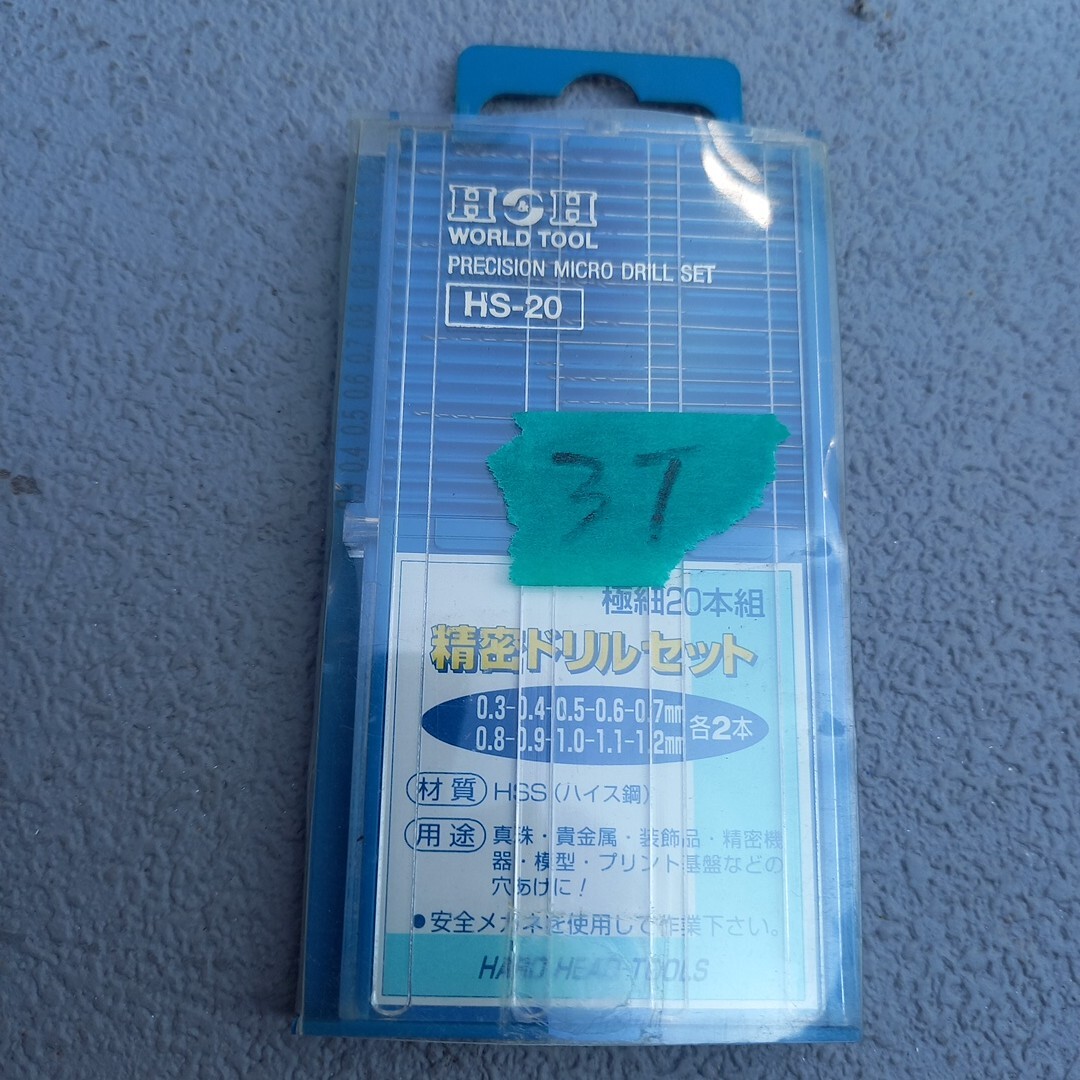 H&H
WORLD TOOL
PRECISION MICRO DRILL SET
HS-20
3T
極細20本組
精密ドリルセット
0.3-0.4-0.5-0.6-0.7mm
0.8-0.9-1.0-1.1-1.2mm
各2本
材質 HSS(ハイス鋼)
用途 真珠・貴金属・装飾品・精密機
器・模型・プリント基盤などの
穴あけに!
●安全メガネを使用して作業下さい。
HARD HEAD TOOLS